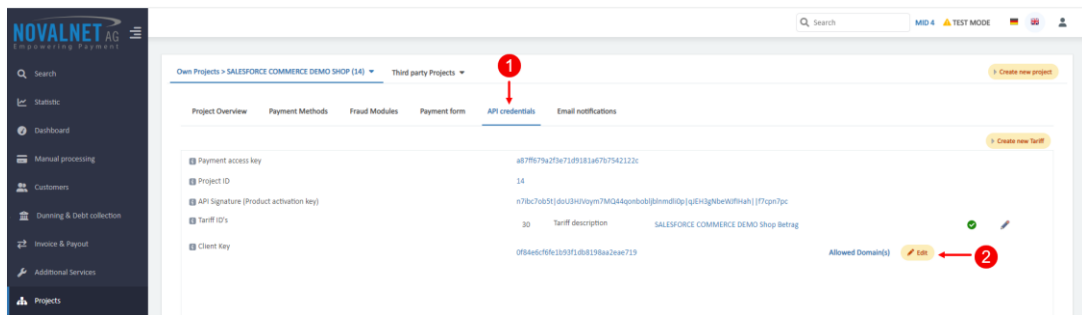 NOVALNET AG
Empowering Payment
Search
MID 4 TEST MODE
Search
Statistic
Dashboard
Manual processing
Customers
Dunning & Debt collection
Invoice & Payout
Additional Services
Projects
Own Projects > SALESFORCE COMMERCE DEMO SHOP (14) Third party Projects
1
> Create new project
Project Overview Payment Methods Fraud Modules Payment form API credentials Email notifications
> Create new Tariff
Payment access key a87ff679a2f3e71d9181a67b7542122c
Project ID 14
API Signature (Product activation key)
Tariff ID's 30 Tariff description SALESFORCE COMMERCE DEMO Shop Betrag
Client Key 0f84e6cf6fe1b93f1db8198aa2eae719 Allowed Domain(s) Edit
2